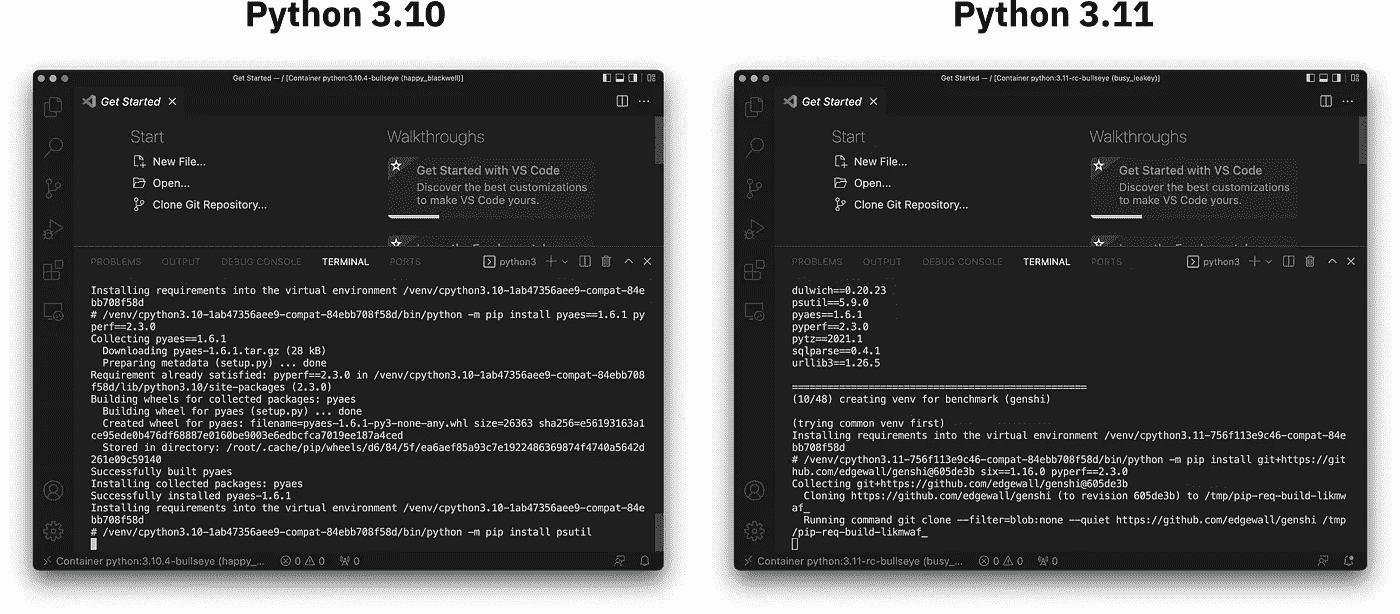 Python 3.10
Get Started — / [Container python:3.10.4-bullseye (happy_blackwell)]
Get Started
Start
New File...
Open...
Clone Git Repository...
Walkthroughs
Get Started with VS Code
Discover the best customizations
to make VS Code yours.
PROBLEMS OUTPUT DEBUG CONSOLE TERMINAL PORTS python3
Installing requirements into the virtual environment /venv/cpython3.10-1ab47356aee9-compat-84e
bb708f58d
# /venv/cpython3.10-1ab47356aee9-compat-84ebb708f58d/bin/python -m pip install pyaes==1.6.1 py
perf==2.3.0
Collecting pyaes==1.6.1
Downloading pyaes-1.6.1.tar.gz (28 kB)
Preparing metadata (setup.py) ... done
Requirement already satisfied: pyperf==2.3.0 in /venv/cpython3.10-1ab47356aee9-compat-84ebb708
f58d/lib/python3.10/site-packages (2.3.0)
Building wheels for collected packages: pyaes
Building wheel for pyaes (setup.py) ... done
Created wheel for pyaes: filename=pyaes-1.6.1-py3-none-any.whl size=26363 sha256=e56193163a1
ce95ede0b476df68887e0160be9003e6edbcfca7019ee187a4ced
Stored in directory: /root/.cache/pip/wheels/d6/84/5f/ea6aef85a93c7e1922486369874f4740a5642d
261e09c59140
Successfully built pyaes
Installing collected packages: pyaes
Successfully installed pyaes-1.6.1
Installing requirements into the virtual environment /venv/cpython3.10-1ab47356aee9-compat-84e
bb708f58d
# /venv/cpython3.10-1ab47356aee9-compat-84ebb708f58d/bin/python -m pip install psutil
Container python:3.10.4-bullseye (happy_... 0 0 0
Python 3.11
Get Started — / [Container python:3.11-rc-bullseye (busy_leakey)]
Get Started
Start
New File...
Open...
Clone Git Repository...
Walkthroughs
Get Started with VS Code
Discover the best customizations
to make VS Code yours.
PROBLEMS OUTPUT DEBUG CONSOLE TERMINAL PORTS python3
dulwich==0.20.23
psutil==5.9.0
pyaes==1.6.1
pyperf==2.3.0
pytz==2021.1
sqlparse==0.4.1
urllib3==1.26.5
==================================================
(10/48) creating venv for benchmark (genshi)
(trying common venv first)
Installing requirements into the virtual environment /venv/cpython3.11-756f113e9c46-compat-84e
bb708f58d
# /venv/cpython3.11-756f113e9c46-compat-84ebb708f58d/bin/python -m pip install git+https://git
hub.com/edgewall/genshi@605de3b six==1.16.0 pyperf==2.3.0
Collecting git+https://github.com/edgewall/genshi@605de3b
Cloning https://github.com/edgewall/genshi (to revision 605de3b) to /tmp/pip-req-build-likmw
af_
Running command git clone --filter=blob:none --quiet https://github.com/edgewall/genshi /tmp
/pip-req-build-likmwaf_
Container python:3.11-rc-bullseye (busy_... 0 0 0